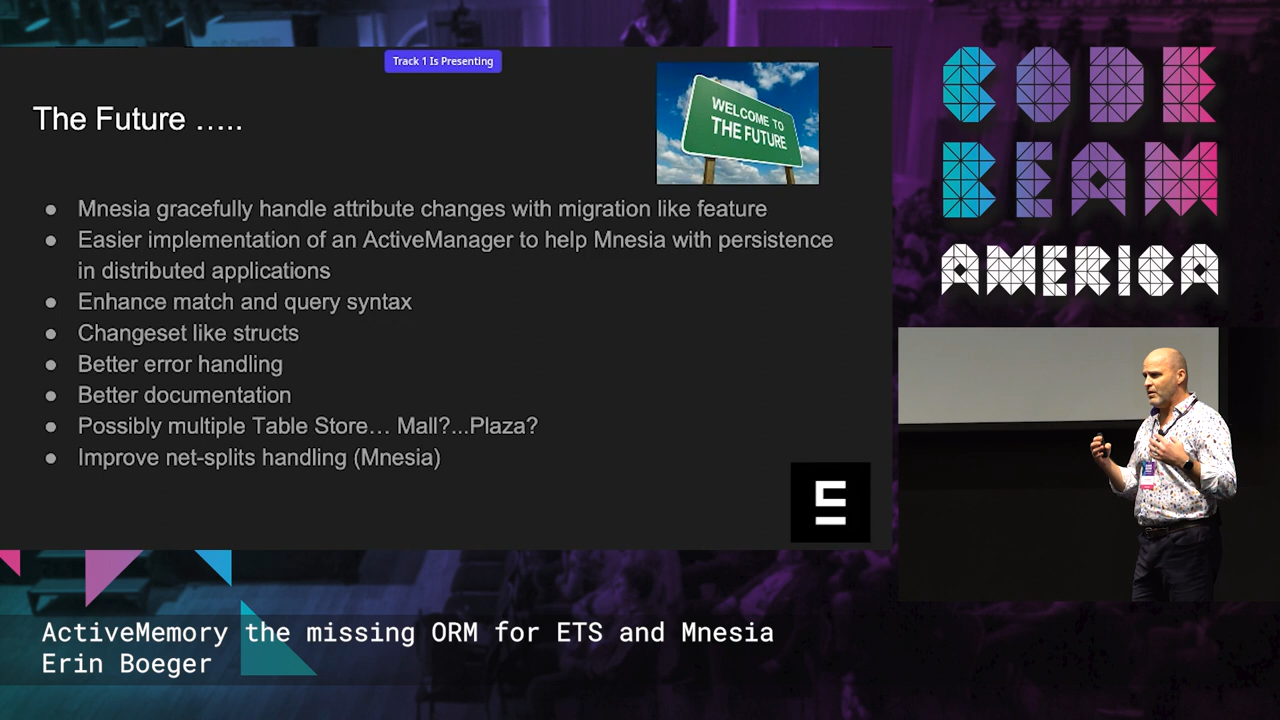 Track 1 Is Presenting
The Future …..
WELCOME TO
THE FUTURE
● Mnesia gracefully handle attribute changes with migration like feature
● Easier implementation of an ActiveManager to help Mnesia with persistence
in distributed applications
● Enhance match and query syntax
● Changeset like structs
● Better error handling
● Better documentation
● Possibly multiple Table Store… Mall?...Plaza?
● Improve net-splits handling (Mnesia)
CODE
BEAM
AMERICA
ActiveMemory the missing ORM for ETS and Mnesia
Erin Boeger